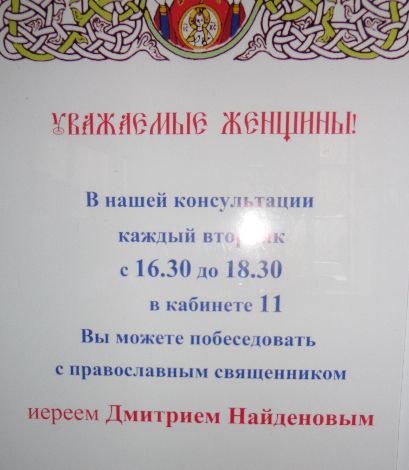 УВАЖАЕМЫЕ ЖЕНЩИНЫ!
В нашей консультации
каждый вторник
с 16.30 до 18.30
в кабинете 11
Вы можете побеседовать
с православным священником
иереем Дмитрием Найденовым